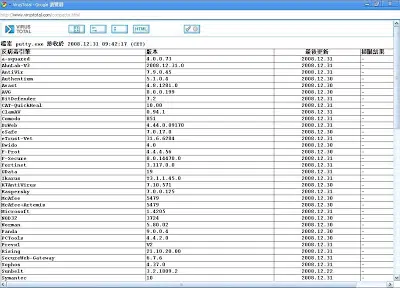 VirusTotal - Google 瀏覽器
http://www.virustotal.com/
VIRUS TOTAL
HTML
檔案 putty.exe 接收於 2008.12.31 09:42:17 (CET)
反病毒引擎 版本 最後更新 掃瞄結果
a-squared 4.0.0.73 2008.12.31 -
AhnLab-V3 2008.12.31.0 2008.12.31 -
AntiVir 7.9.0.45 2008.12.31 -
Authentium 5.1.0.4 2008.12.30 -
Avast 4.8.1281.0 2008.12.30 -
AVG 8.0.0.199 2008.12.30 -
BitDefender 7.2 2008.12.31 -
CAT-QuickHeal 10.00 2008.12.31 -
ClamAV 0.94.1 2008.12.31 -
Comodo 851 2008.12.31 -
DrWeb 4.44.0.09170 2008.12.31 -
eSafe 7.0.17.0 2008.12.30 -
eTrust-Vet 31.6.6284 2008.12.31 -
Ewido 4.0 2008.12.30 -
F-Prot 4.4.4.56 2008.12.30 -
F-Secure 8.0.14470.0 2008.12.31 -
Fortinet 3.117.0.0 2008.12.31 -
GData 19 2008.12.31 -
Ikarus T3.1.1.45.0 2008.12.31 -
K7AntiVirus 7.10.571 2008.12.30 -
Kaspersky 7.0.0.125 2008.12.31 -
McAfee 5479 2008.12.30 -
McAfee+Artemis 5479 2008.12.30 -
Microsoft 1.4205 2008.12.31 -
NOD32 3724 2008.12.30 -
Norman 5.80.02 2008.12.30 -
Panda 9.0.0.4 2008.12.30 -
PCTools 4.4.2.0 2008.12.30 -
Prevx1 V2 2008.12.31 -
Rising 21.10.20.00 2008.12.31 -
SecureWeb-Gateway 6.7.6 2008.12.31 -
Sophos 4.37.0 2008.12.31 -
Sunbelt 3.2.1809.2 2008.12.22 -
Symantec 10 2008.12.31 -